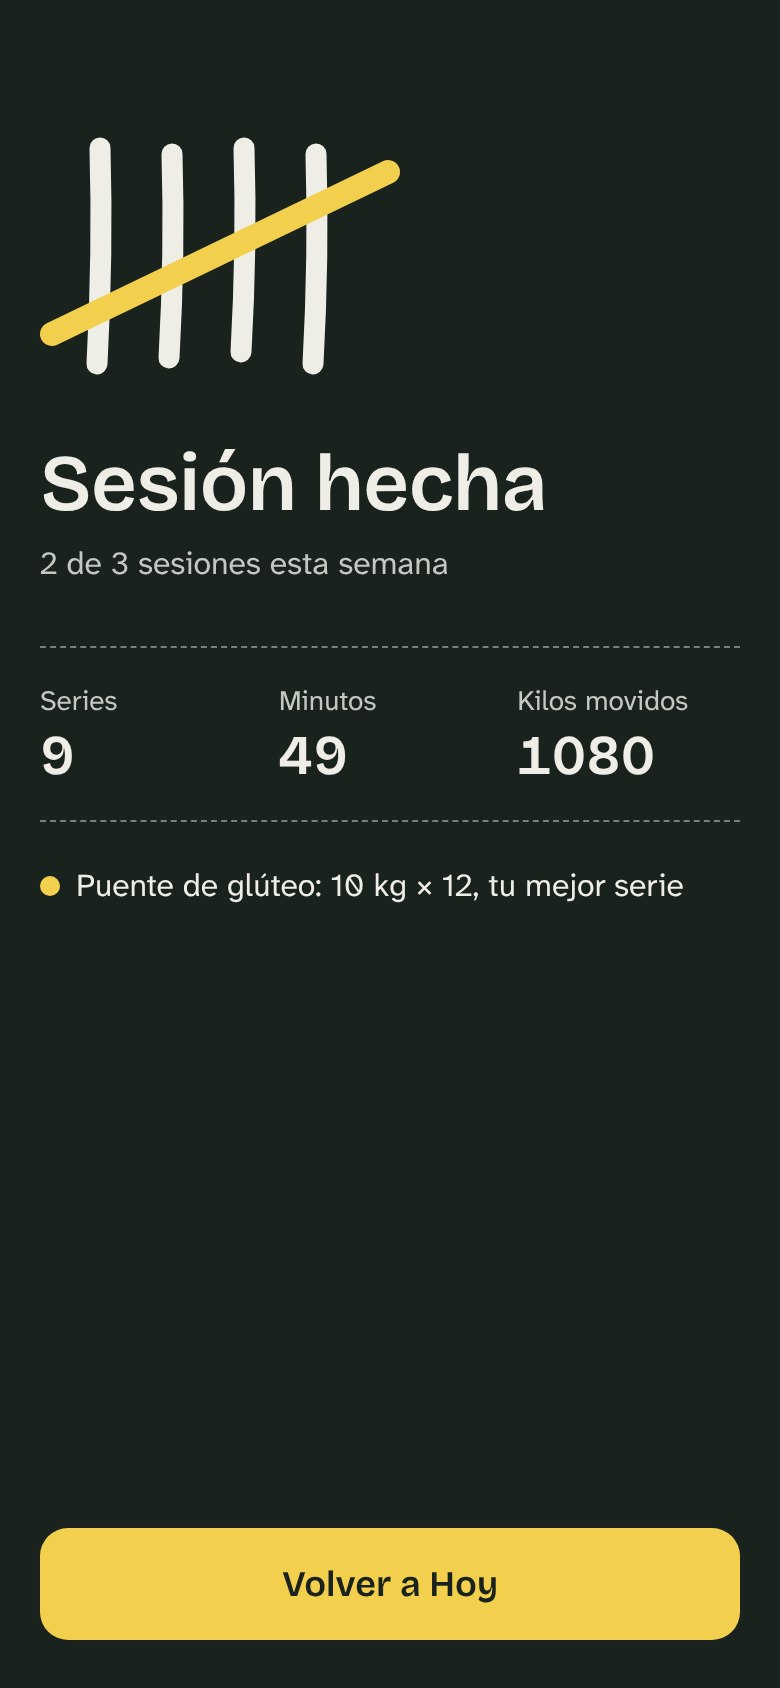 Sesión hecha
2 de 3 sesiones esta semana
Series
Minutos
Kilos movidos
9
49
1080
Puente de glúteo: 10 kg × 12, tu mejor serie
Volver a Hoy